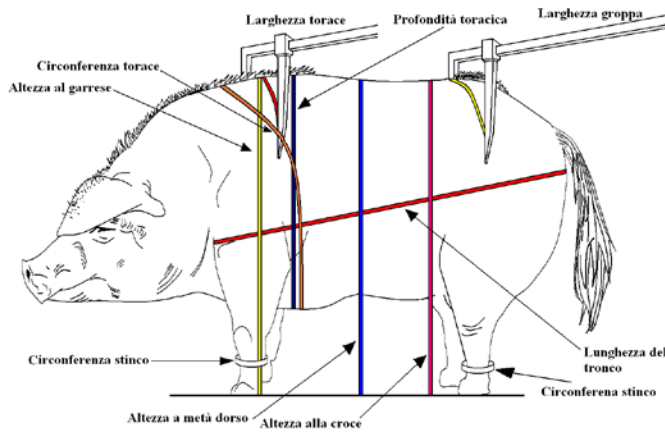 Larghezza torace
Profondità toracica
Larghezza groppa
Circonferenza torace
Altezza al garrese
Circonferenza stinco
Lunghezza del
tronco
Circonferena stinco
Altezza a metà dorso
Altezza alla croce